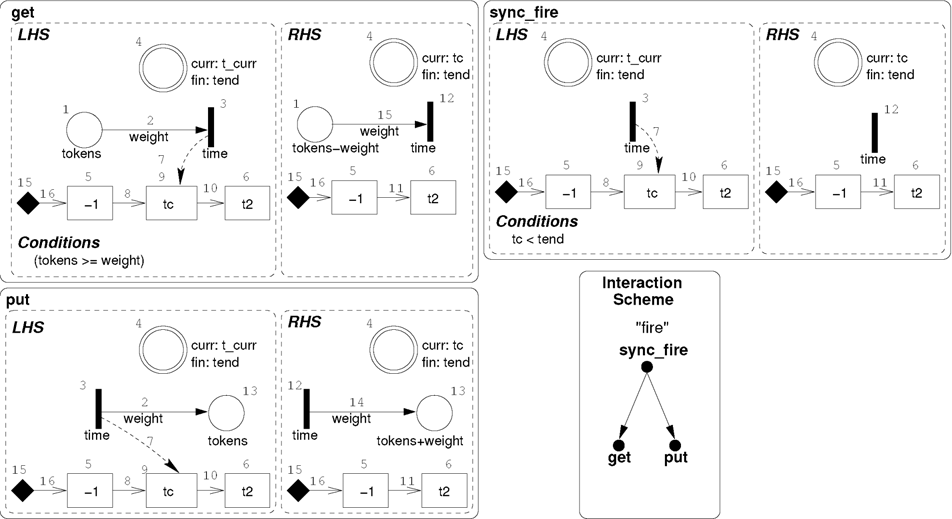 get
LHS
4
curr: t_curr
fin: tend
3
1
2
weight
tokens
time
7
15
16
5
-1
8
9
tc
10
6
t2
Conditions
(tokens >= weight)
RHS
4
curr: tc
fin: tend
12
1
15
weight
tokens-weight
time
15
16
5
-1
11
6
t2
sync_fire
LHS
4
curr: t_curr
fin: tend
3
7
time
15
16
5
-1
8
9
tc
10
6
t2
Conditions
tc < tend
RHS
4
curr: tc
fin: tend
12
time
15
16
5
-1
11
6
t2
put
LHS
4
curr: t_curr
fin: tend
3
2
weight
13
time
tokens
7
15
16
5
-1
8
9
tc
10
6
t2
RHS
4
curr: tc
fin: tend
12
14
weight
13
time
tokens+weight
15
16
5
-1
11
6
t2
Interaction
Scheme
"fire"
sync_fire
get
put